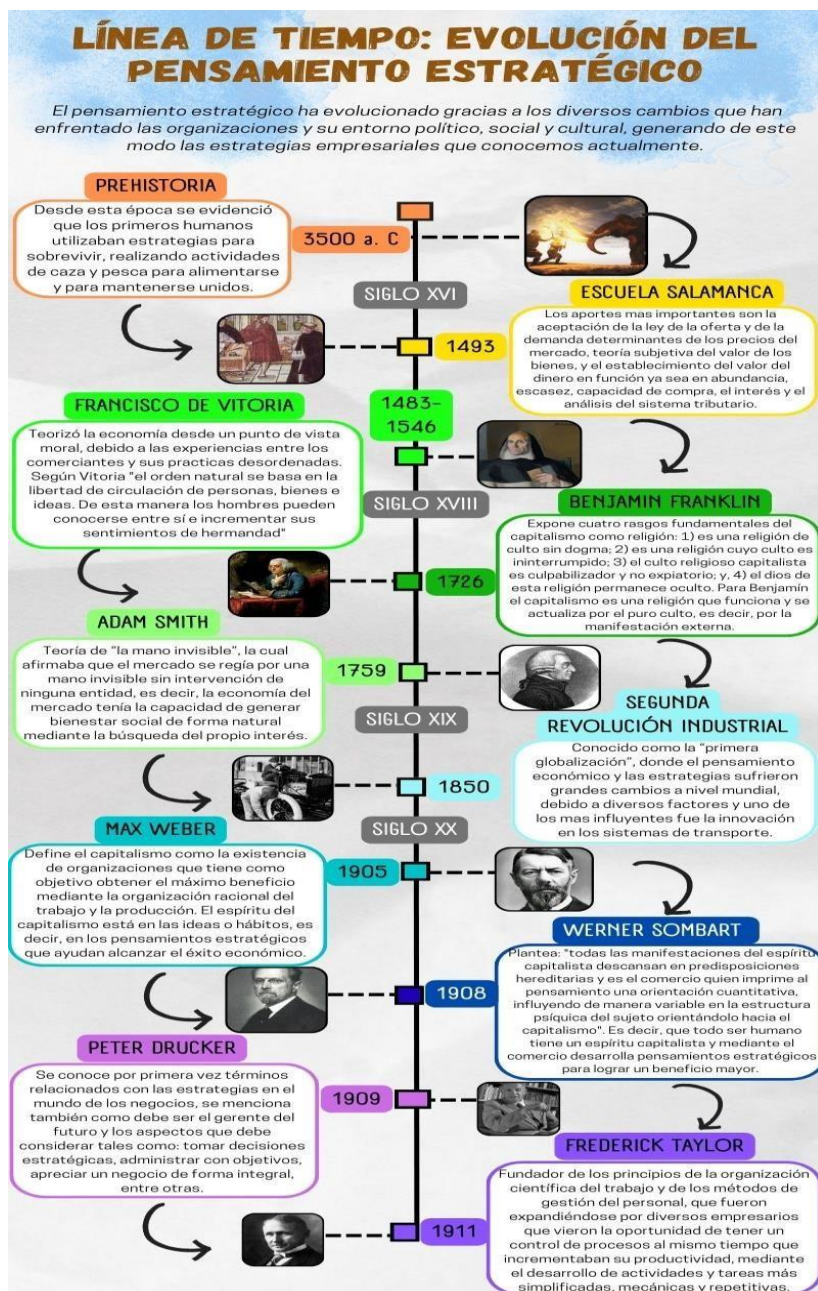 LÍNEA DE TIEMPO: EVOLUCIÓN DEL
PENSAMIENTO ESTRATÉGICO
El pensamiento estratégico ha evolucionado gracias a los diversos cambios que han
enfrentado las organizaciones y su entorno político, social y cultural, generando de este
modo las estrategias empresariales que conocemos actualmente.
PREHISTORIA
Desde esta época se evidenció
que los primeros humanos
utilizaban estrategias para
sobrevivir, realizando actividades
de caza y pesca para alimentarse
y para mantenerse unidos.
3500 a. C
SIGLO XVI
ESCUELA SALAMANCA
Los aportes mas importantes son la
aceptación de la ley de la oferta y de la
demanda determinantes de los precios del
mercado, teoría subjetiva del valor de los
bienes, y el establecimiento del valor del
dinero en función ya sea en abundancia,
escasez, capacidad de compra, el interés y el
análisis del sistema tributario.
1493
FRANCISCO DE VITORIA
Teorizó la economía desde un punto de vista
moral, debido a las experiencias entre los
comerciantes y sus practicas desordenadas.
Según Vitoria "el orden natural se basa en la
libertad de circulación de personas, bienes e
ideas. De esta manera los hombres pueden
conocerse entre sí e incrementar sus
sentimientos de hermandad"
1483-
1546
SIGLO XVIII
BENJAMIN FRANKLIN
Expone cuatro rasgos fundamentales del
capitalismo como religión: 1) es una religión de
culto sin dogma; 2) es una religión cuyo culto es
ininterrumpido; 3) el culto religioso capitalista
es culpabilizador y no expiatorio; y, 4) el dios de
esta religión permanece oculto. Para Benjamín
el capitalismo es una religión que funciona y se
actualiza por el puro culto, es decir, por la
manifestación externa.
1726
ADAM SMITH
Teoría de "la mano invisible", la cual
afirmaba que el mercado se regía por una
mano invisible sin intervención de
ninguna entidad, es decir, la economía del
mercado tenía la capacidad de generar
bienestar social de forma natural
mediante la búsqueda del propio interés.
1759
SIGLO XIX
SEGUNDA
REVOLUCIÓN INDUSTRIAL
Conocido como la "primera
globalización", donde el pensamiento
económico y las estrategias sufrieron
grandes cambios a nivel mundial,
debido a diversos factores y uno de
los mas influyentes fue la innovación
en los sistemas de transporte.
1850
SIGLO XX
MAX WEBER
Define el capitalismo como la existencia
de organizaciones que tiene como
objetivo obtener el máximo beneficio
mediante la organización racional del
trabajo y la producción. El espíritu del
capitalismo está en las ideas o hábitos, es
decir, en los pensamientos estratégicos
que ayudan alcanzar el éxito económico.
1905
WERNER SOMBART
Plantea: "todas las manifestaciones del espíritu
capitalista descansan en predisposiciones
hereditarias y es el comercio quien imprime al
pensamiento una orientación cuantitativa,
influyendo de manera variable en la estructura
psíquica del sujeto orientándolo hacia el
capitalismo". Es decir, que todo ser humano
tiene un espíritu capitalista y mediante el
comercio desarrolla pensamientos estratégicos
para lograr un beneficio mayor.
1908
PETER DRUCKER
Se conoce por primera vez términos
relacionados con las estrategias en el
mundo de los negocios, se menciona
también como debe ser el gerente del
futuro y los aspectos que debe
considerar tales como: tomar decisiones
estratégicas, administrar con objetivos,
apreciar un negocio de forma integral,
entre otras.
1909
FREDERICK TAYLOR
Fundador de los principios de la organización
científica del trabajo y de los métodos de
gestión del personal, que fueron
expandiéndose por diversos empresarios
que vieron la oportunidad de tener un
control de procesos al mismo tiempo que
incrementaban su productividad, mediante
el desarrollo de actividades y tareas más
simplificadas, mecánicas y repetitivas.
1911